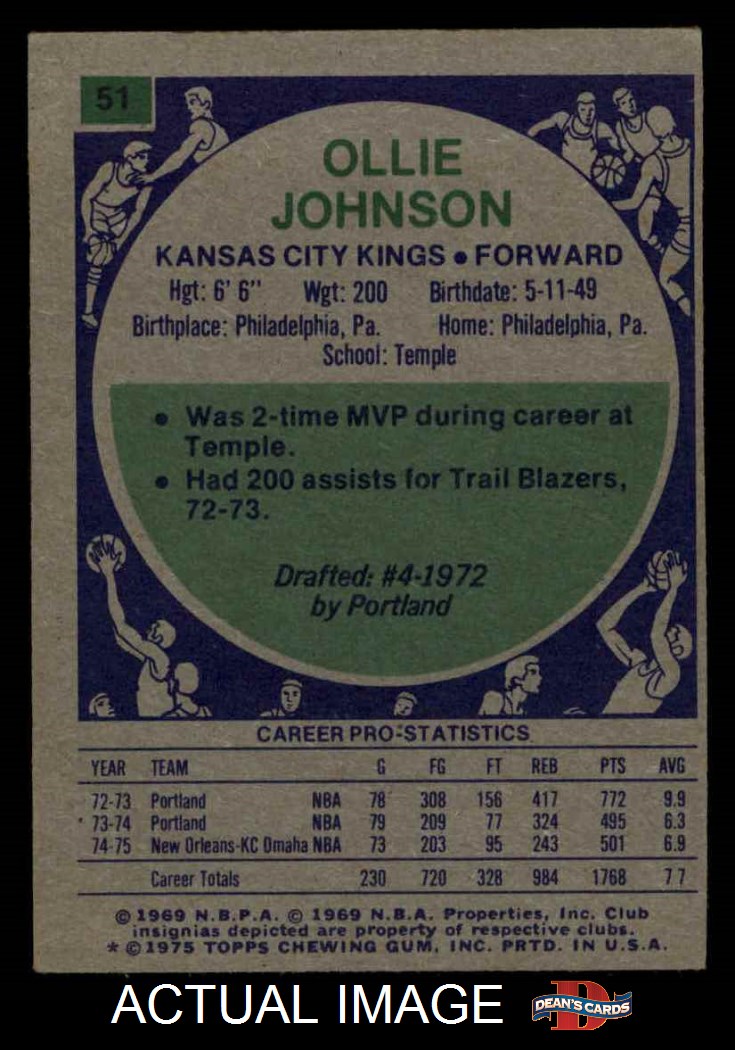 51
OLLIE
JOHNSON
KANSAS CITY KINGS • FORWARD
Hgt: 6' 6" Wgt: 200 Birthdate: 5-11-49
Birthplace: Philadelphia, Pa. Home: Philadelphia, Pa.
School: Temple
• Was 2-time MVP during career at
Temple.
• Had 200 assists for Trail Blazers,
72-73.
Drafted: #4-1972
by Portland
CAREER PRO-STATISTICS
YEAR TEAM G FG FT REB PTS AVG
72-73 Portland NBA 78 308 156 417 772 9.9
73-74 Portland NBA 79 209 77 324 495 6.3
74-75 New Orleans-KC Omaha NBA 73 203 95 243 501 6.9
Career Totals 230 720 328 984 1768 7 7
© 1969 N.B.P.A. © 1969 N.B.A. Properties, Inc. Club
insignias depicted are property of respective clubs.
* © 1975 TOPPS CHEWING GUM, INC. PRTD. IN U.S.A.
ACTUAL IMAGE
D
DEAN'S CARDS